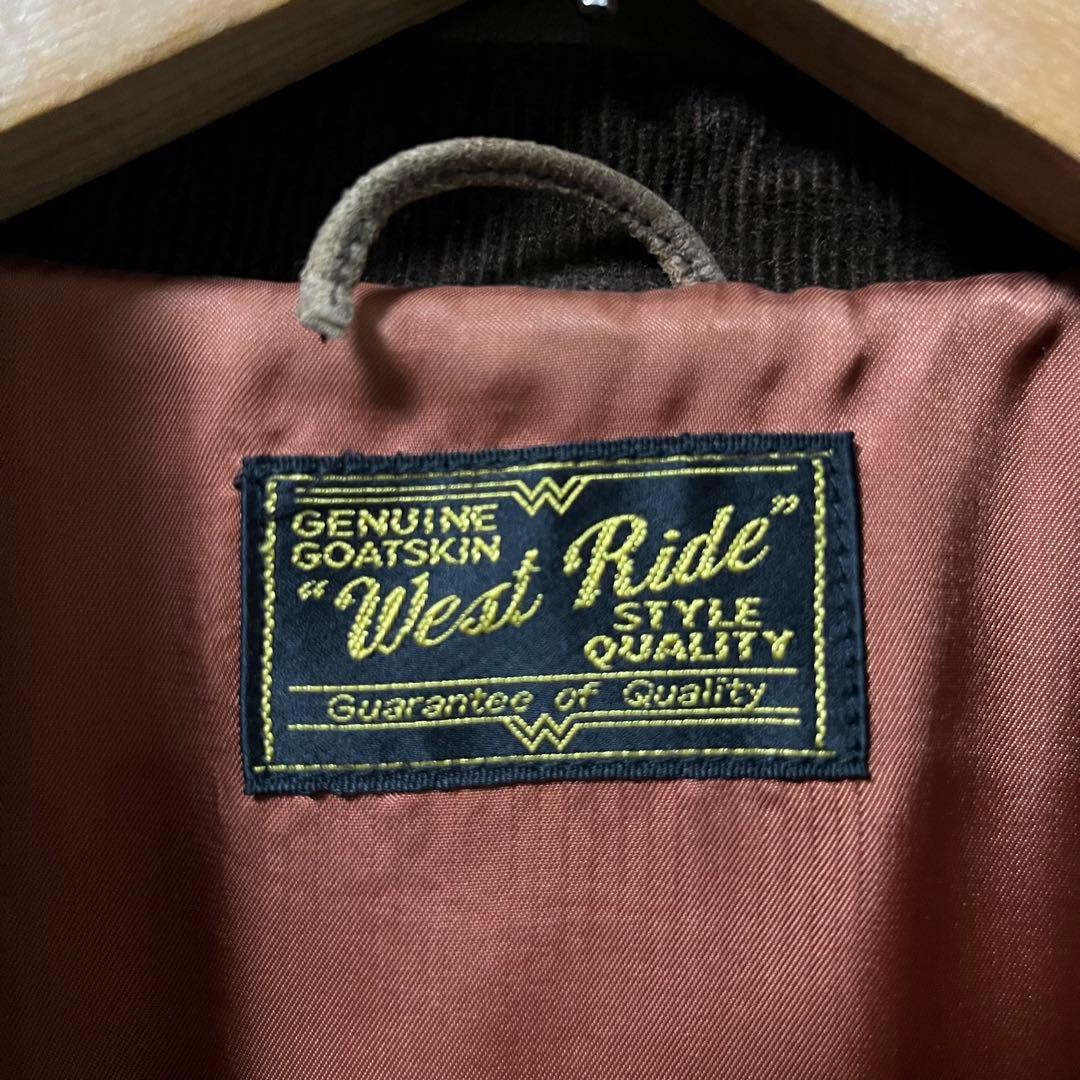 W
GENUINE
GOATSKIN
"West Ride"
STYLE
QUALITY
Guarantee of Quality
W